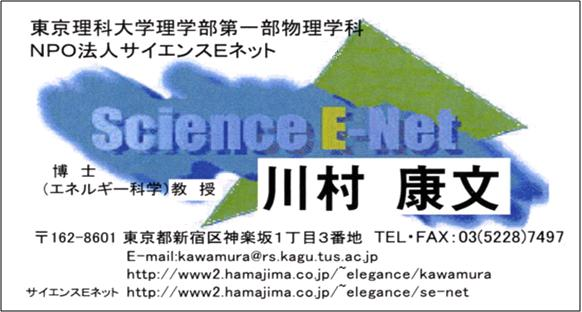 東京理科大学理学部第一部物理学科
NPO法人サイエンスEネット
Science E-Net
博士
(エネルギー科学)教授
川村 康文
〒162-8601 東京都新宿区神楽坂1丁目3番地 TEL・FAX:03(5228)7497
E-mail:kawamura@rs.kagu.tus.ac.jp
http://www2.hamajima.co.jp/~elegance/kawamura
サイエンスEネット http://www2.hamajima.co.jp/~elegance/se-net